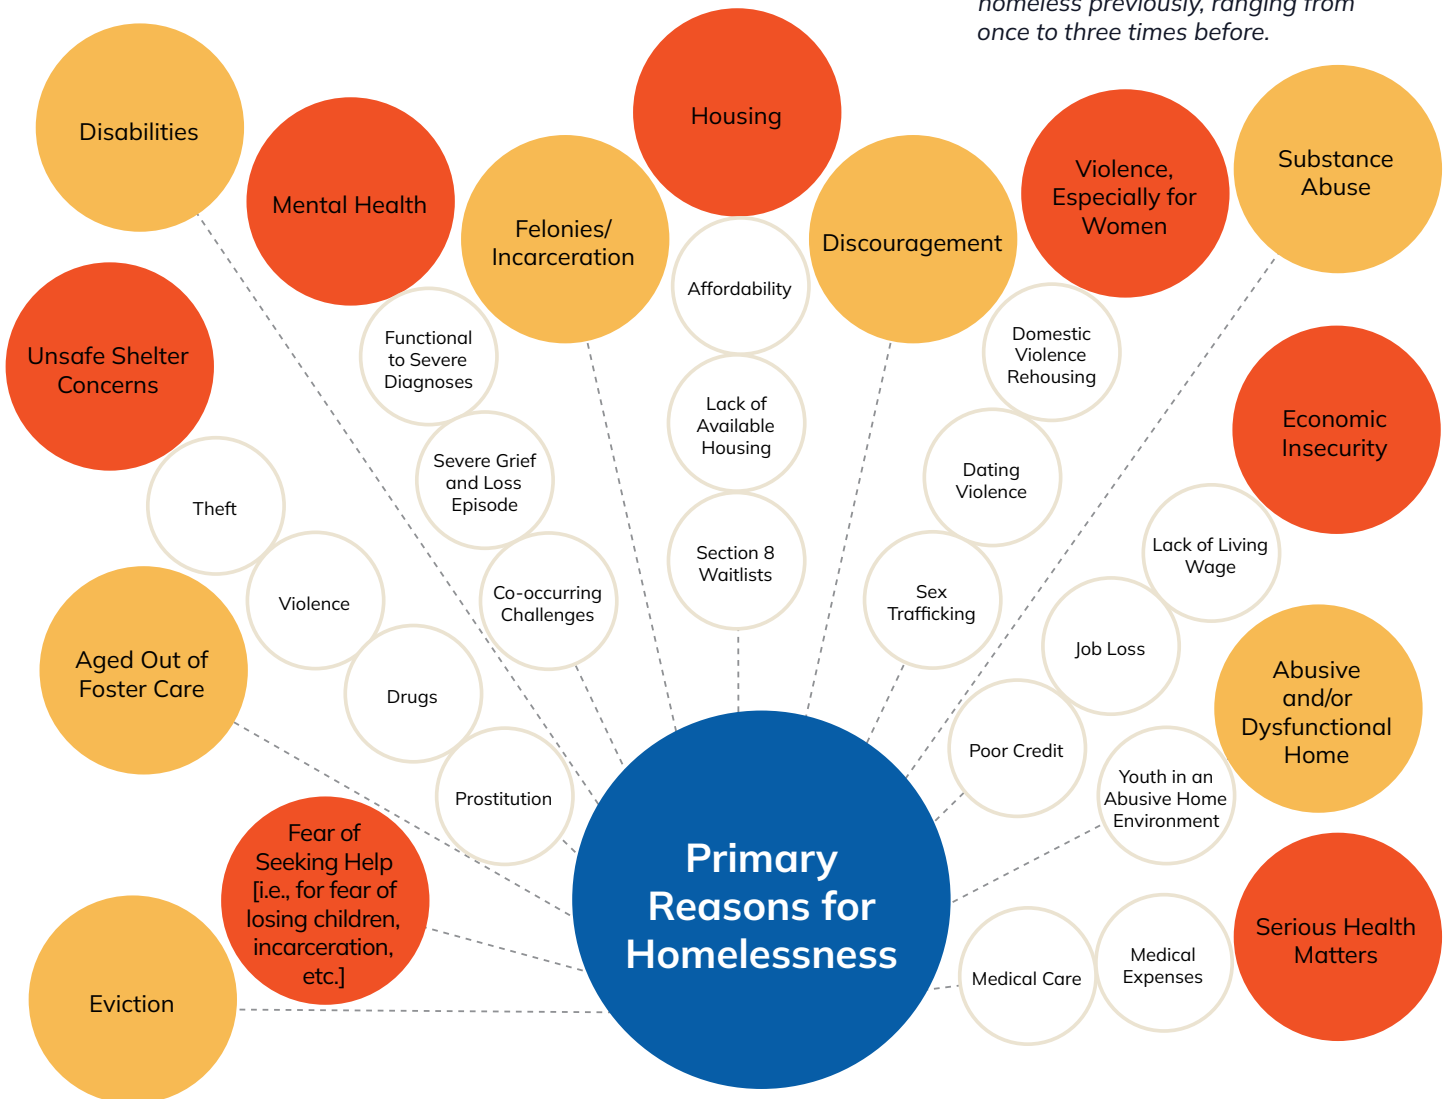 homeless previously, ranging from
once to three times before.
Disabilities
Mental Health
Felonies/
Incarceration
Housing
Discouragement
Violence,
Especially for
Women
Substance
Abuse
Unsafe Shelter
Concerns
Functional
to Severe
Diagnoses
Affordability
Domestic
Violence
Rehousing
Economic
Insecurity
Theft
Severe Grief
and Loss
Episode
Lack of
Available
Housing
Dating
Violence
Lack of Living
Wage
Violence
Co-occurring
Challenges
Section 8
Waitlists
Sex
Trafficking
Job Loss
Aged Out of
Foster Care
Drugs
Poor Credit
Abusive
and/or
Dysfunctional
Home
Prostitution
Youth in an
Abusive Home
Environment
Fear of
Seeking Help
[i.e., for fear of
losing children,
incarceration,
etc.]
Primary
Reasons for
Homelessness
Eviction
Medical Care
Medical
Expenses
Serious Health
Matters